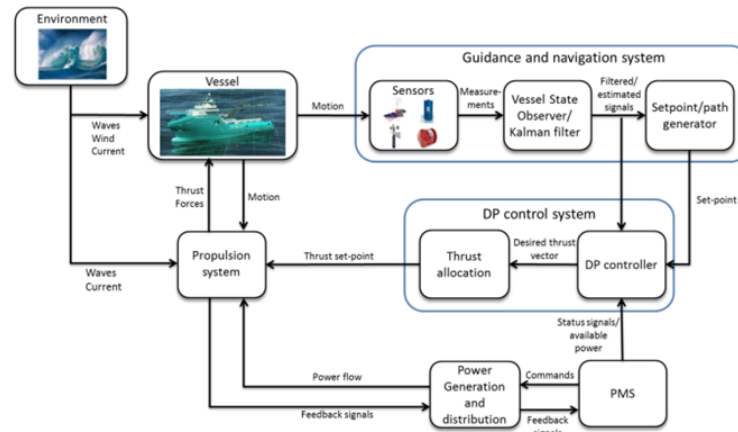 Environment
Vessel
Guidance and navigation system
Sensors
Motion
Measure-
ments
Vessel State
Observer/
Kalman filter
Filtered/
estimated
signals
Setpoint/path
generator
Waves
Wind
Current
Thrust
Forces
Motion
Set-point
DP control system
Propulsion
system
Thrust set-point
Thrust
allocation
Desired thrust
vector
DP controller
Waves
Current
Status signals/
available
power
Power flow
Feedback signals
Power
Generation
and
distribution
Commands
Feedback
signals
PMS